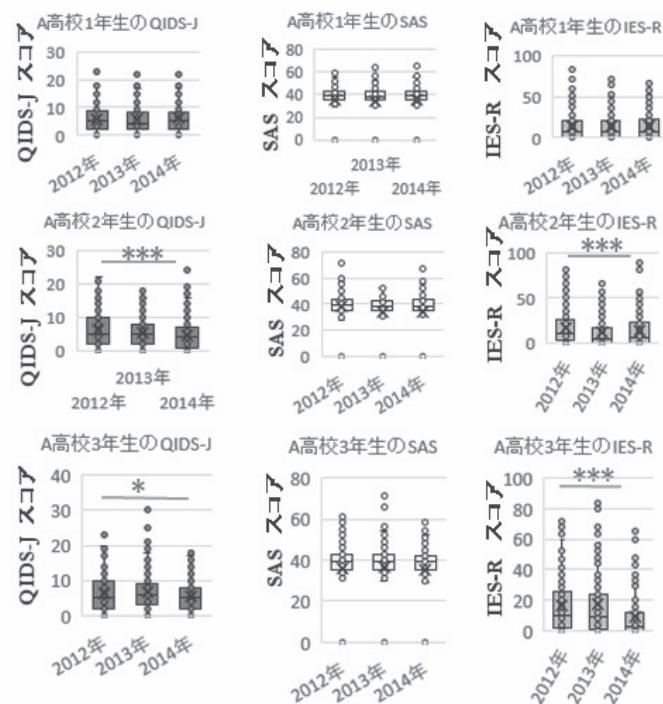 A高校1年生のQIDS-J
QIDS-J スコア
30
20
10
0
2012年
2013年
2014年
A高校1年生のSAS
SAS スコア
80
60
40
20
0
2013年
2012年
2014年
A高校1年生のIES-R
IES-R スコア
100
50
0
2012年
2013年
2014年
A高校2年生のQIDS-J
QIDS-J スコア
30
20
10
0
***
2013年
2012年
2014年
A高校2年生のSAS
SAS スコア
80
60
40
20
0
2012年
2013年
2014年
A高校2年生のIES-R
IES-R スコア
100
50
0
***
2012年
2013年
2014年
A高校3年生のQIDS-J
QIDS-J スコア
40
30
20
10
0
*
2012年
2013年
2014年
A高校3年生のSAS
SAS スコア
80
60
40
20
0
2012年
2013年
2014年
A高校3年生のIES-R
IES-R スコア
100
80
60
40
20
0
***
2012年
2013年
2014年